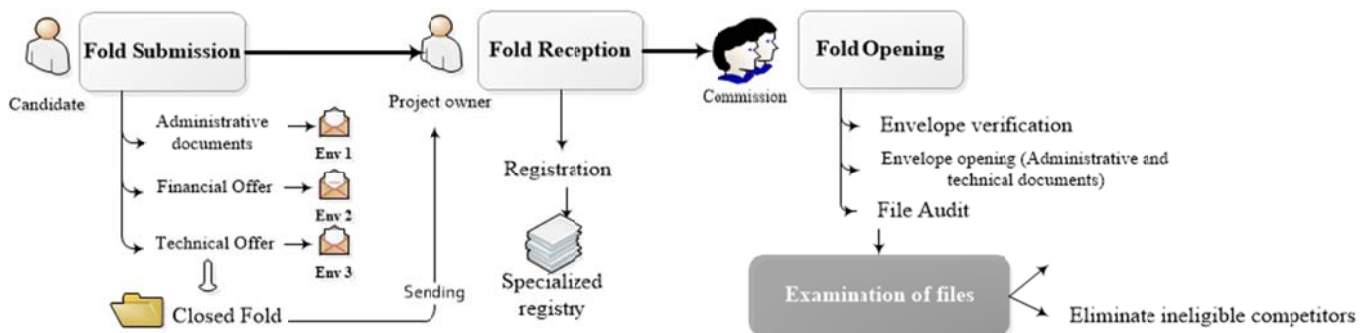 Fold Submission
Candidate
Administrative
documents
Env 1
Financial Offer
Env 2
Technical Offer
Env 3
Closed Fold
Sending
Project owner
Fold Reception
Registration
Specialized
registry
Commission
Fold Opening
Envelope verification
Envelope opening (Administrative and
technical documents)
File Audit
Examination of files
Eliminate ineligible competitors